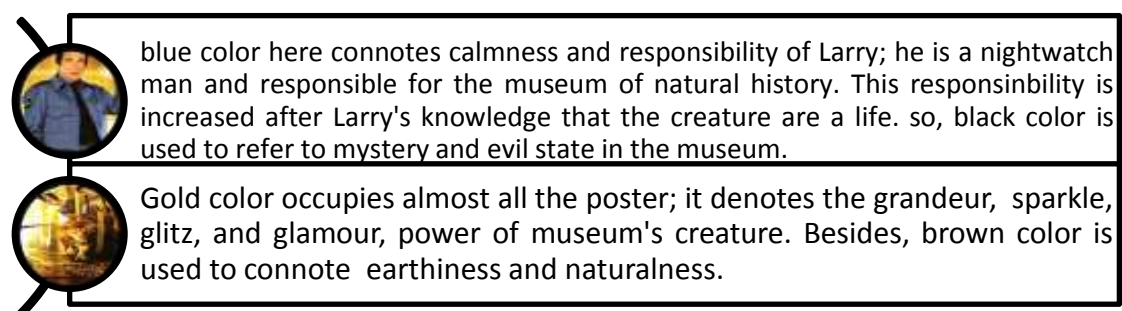 blue color here connotes calmness and responsibility of Larry; he is a nightwatch
man and responsible for the museum of natural history. This responsinbility is
increased after Larry's knowledge that the creature are a life. so, black color is
used to refer to mystery and evil state in the museum.
Gold color occupies almost all the poster; it denotes the grandeur, sparkle,
glitz, and glamour, power of museum's creature. Besides, brown color is
used to connote earthiness and naturalness.